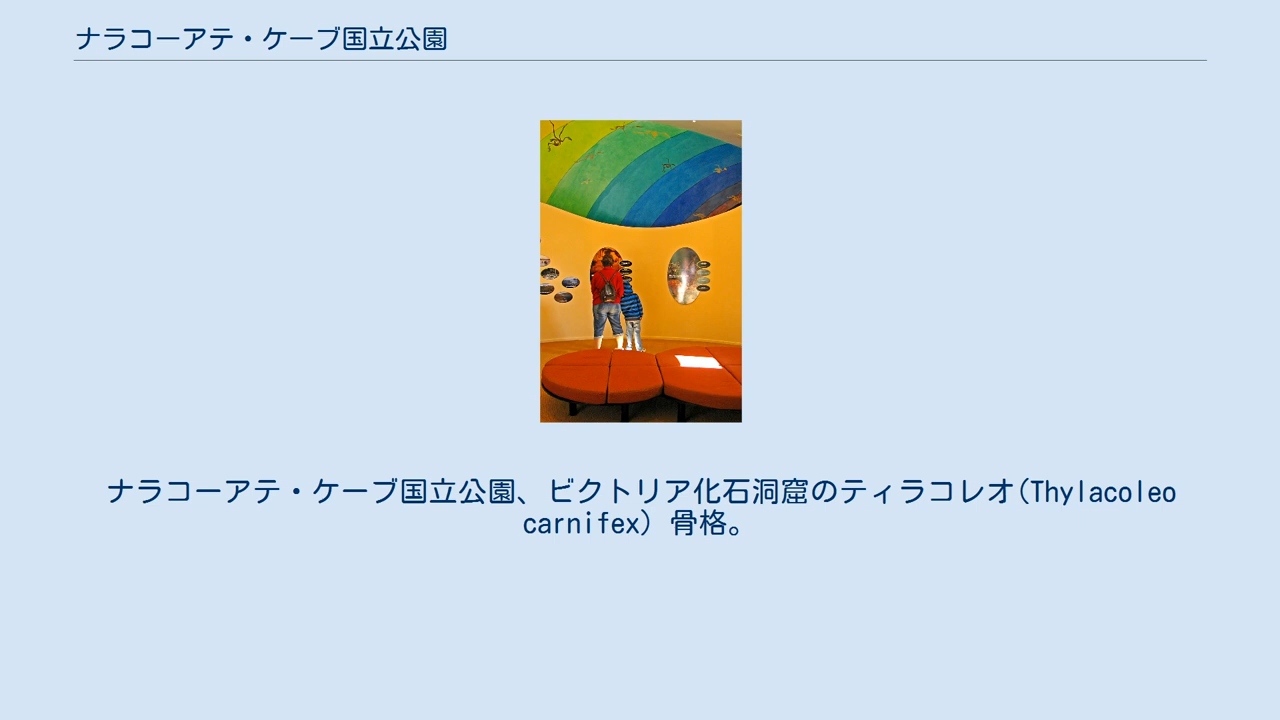 ナラコーアテ・ケーブ国立公園
ナラコーアテ・ケーブ国立公園、ビクトリア化石洞窟のティラコレオ(Thylacoleo
carnifex) 骨格。